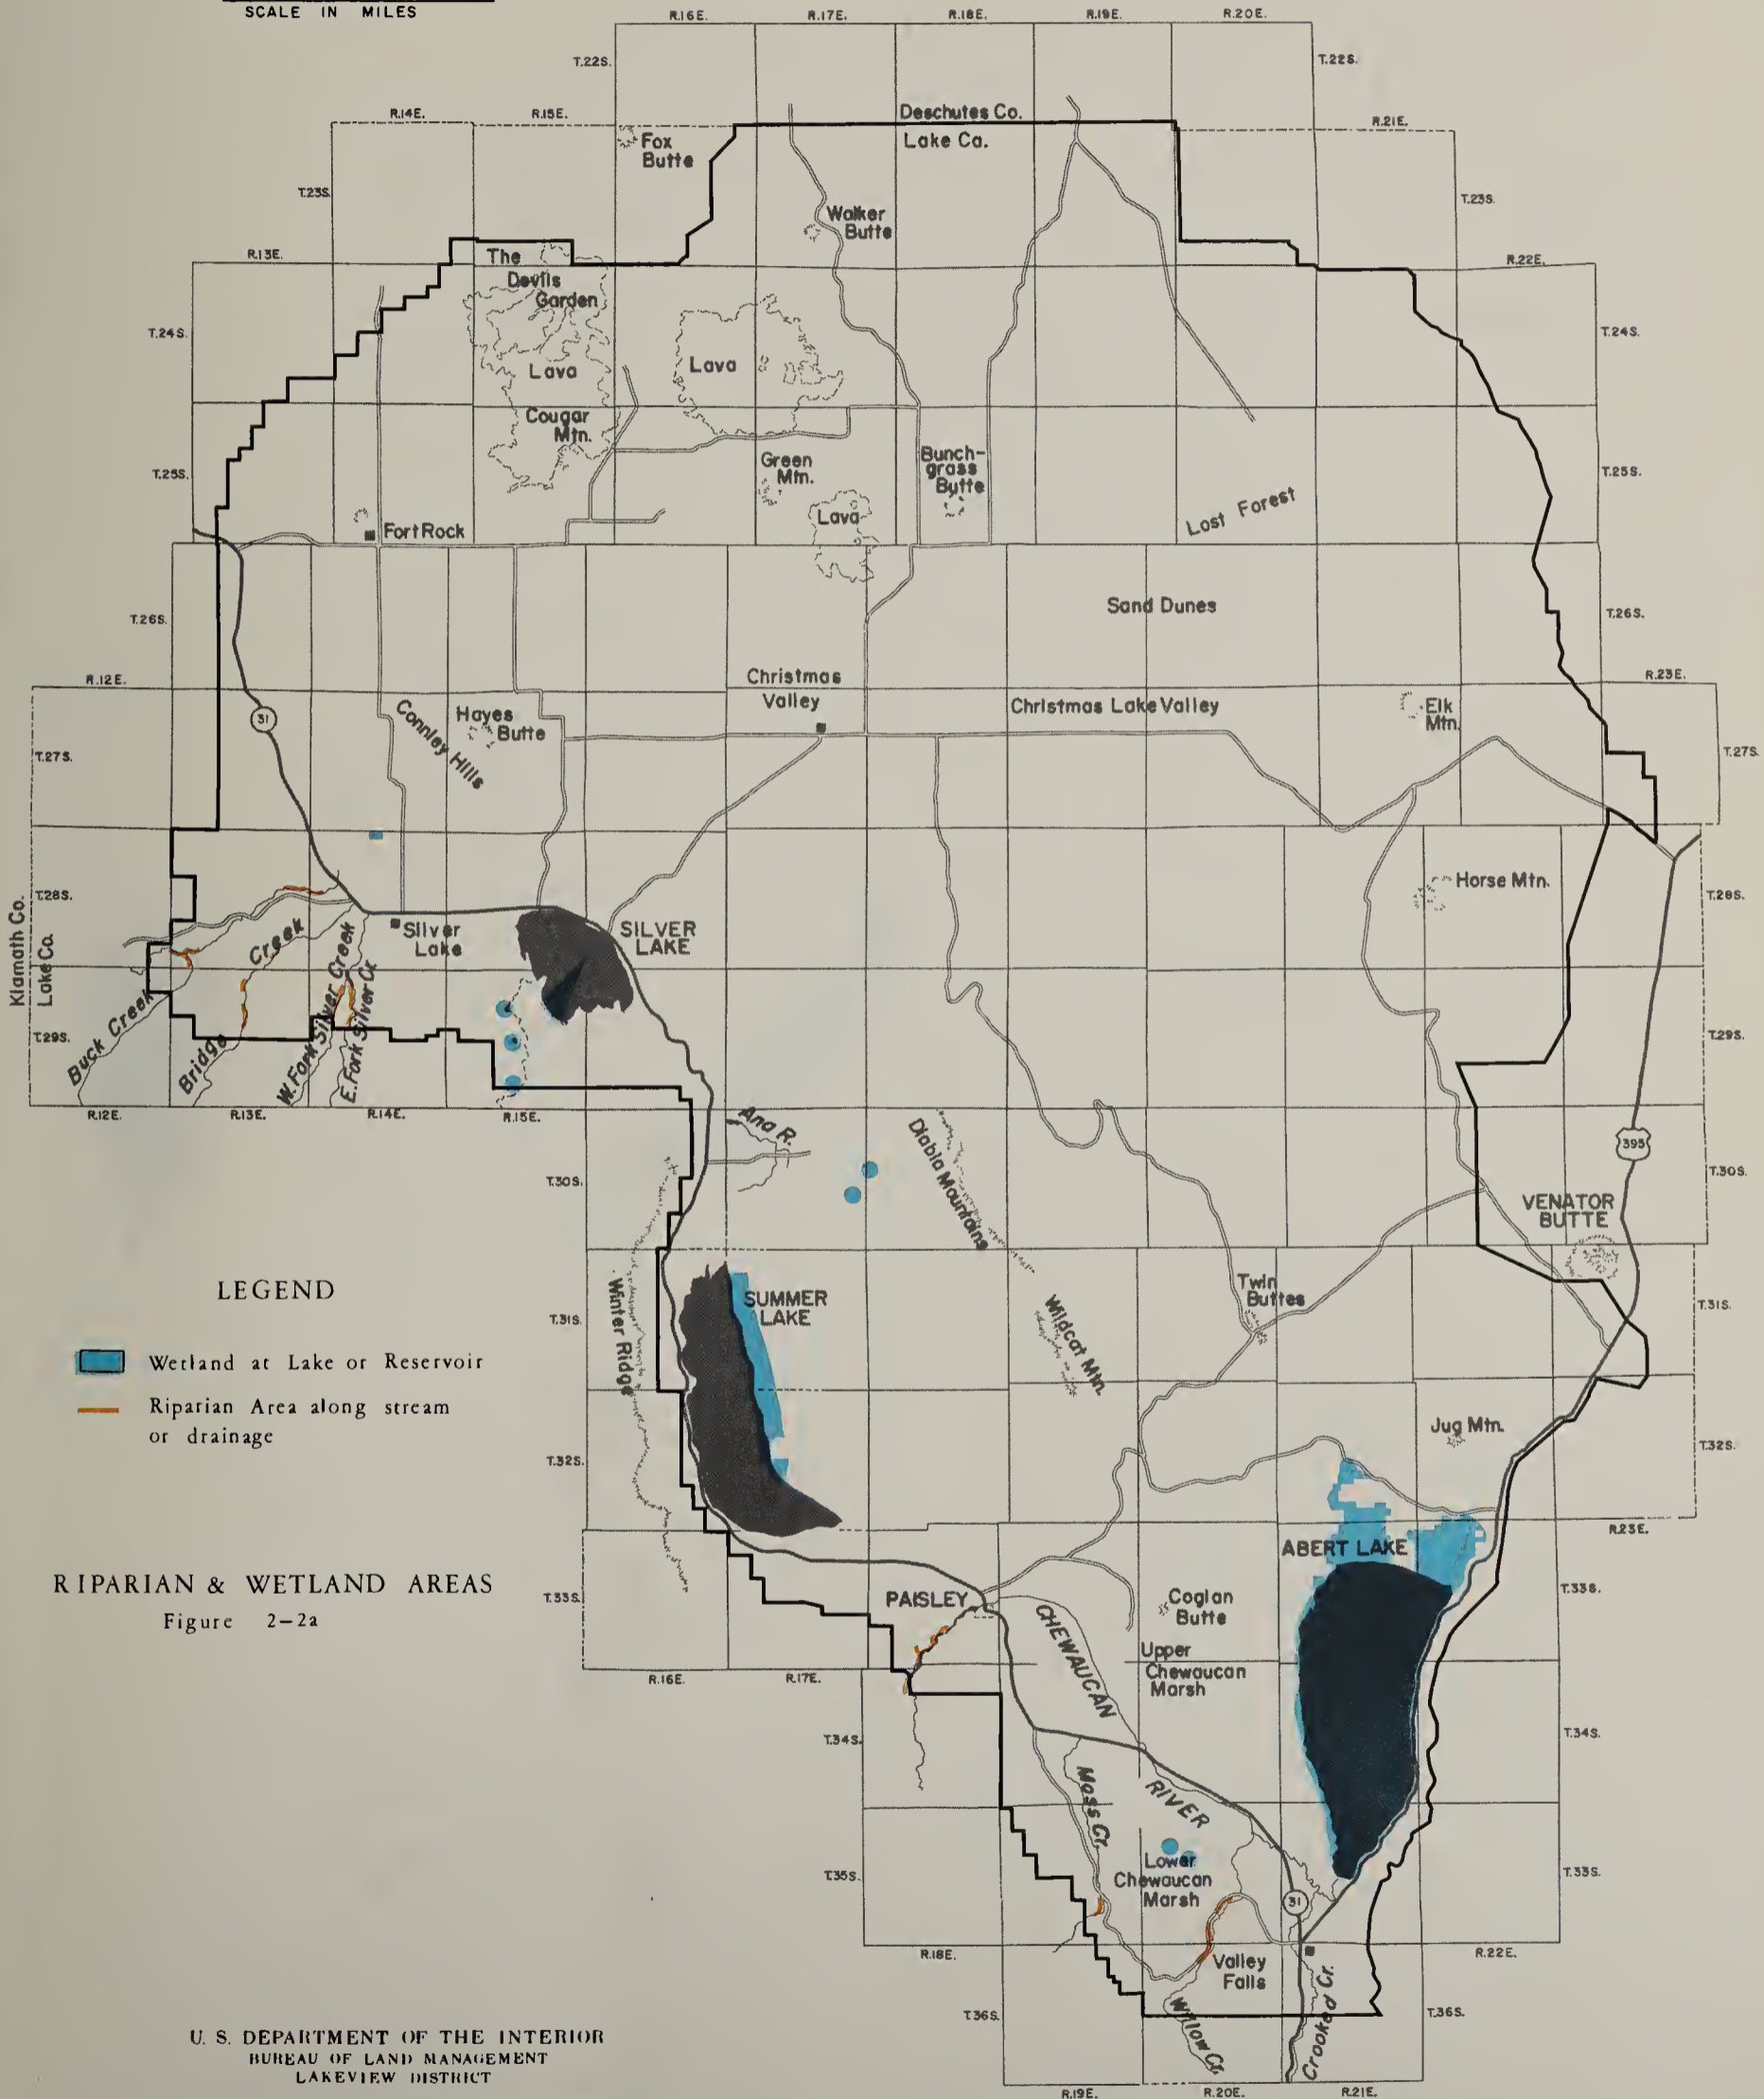 SCALE IN MILES
R.16E. R.17E. R.18E. R.19E. R.20E.
T.22S. T.22S.
R.14E. R.15E. Deschutes Co. R.21E.
Lake Ca.
Fox
Butte
T.23S. T.23S.
Walker
Butte
R.13E. The R.22E.
Devils
Garden
T.24S. T.24S.
Lava Lava
Cougar
Mtn.
Green
Mtn.
Bunch-
grass
Butte
T.25S. T.25S.
Lava
Lost Forest
Fort Rock
Sand Dunes
T.26S. T.26S.
R.12E. R.23E.
Christmas
Valley
Christmas Lake Valley
31
Connley Hills
Hayes
Butte
Elk
Mtn.
T.27S. T.27S.
Horse Mtn.
Klamath Co.
Lake Co.
T.28S. T.28S.
Silver
Lake
SILVER
LAKE
Buck Creek
Bridge Creek
W. Fork Silver Creek
E. Fork Silver Cr.
T.29S. T.29S.
R.12E. R.13E. R.14E. R.15E.
Ana R.
Diabla Mountains
395
T.30S. T.30S.
VENATOR
BUTTE
Winter Ridge
SUMMER
LAKE
Wildcat Mtn.
Twin
Buttes
T.31S. T.31S.
Jug Mtn.
T.32S. T.32S.
R.23E.
ABERT LAKE
T.33S. T.33S.
PAISLEY
Coglan
Butte
CHEWAUCAN
RIVER
Upper
Chewaucan
Marsh
R.16E. R.17E.
T.34S. T.34S.
Moss Cr.
Lower
Chewaucan
Marsh
T.35S. T.33S.
31
R.18E. R.22E.
Valley
Falls
Willow Cr.
Crooked Cr.
T.36S. T.36S.
R.19E. R.20E. R.21E.
LEGEND
Wetland at Lake or Reservoir
Riparian Area along stream
or drainage
RIPARIAN & WETLAND AREAS
Figure 2-2a
U. S. DEPARTMENT OF THE INTERIOR
BUREAU OF LAND MANAGEMENT
LAKEVIEW DISTRICT